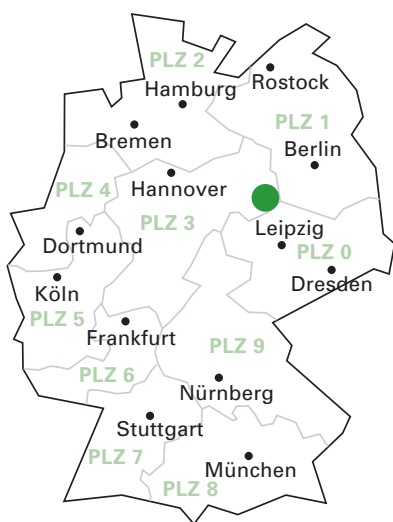 PLZ 2
Rostock
Hamburg
PLZ 1
Bremen
Berlin
PLZ 4
Hannover
PLZ 3
Leipzig
Dortmund
PLZ 0
Dresden
Köln
PLZ 5
Frankfurt
PLZ 9
PLZ 6
Nürnberg
Stuttgart
PLZ 7
München
PLZ 8